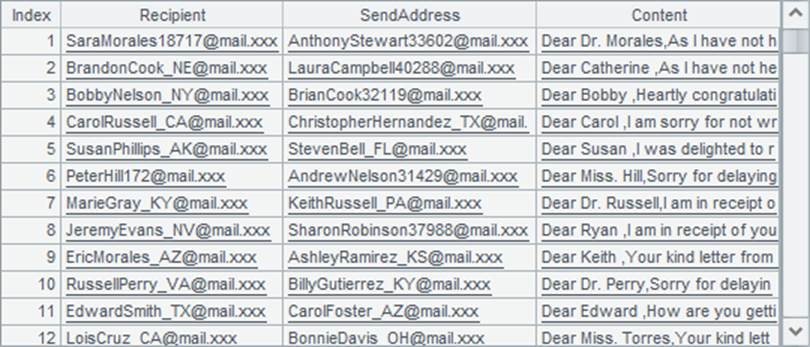 Index Recipient SendAddress Content
1 SaraMorales18717@mail.xxx AnthonyStewart33602@mail.xxx Dear Dr. Morales,As I have not h
2 BrandonCook_NE@mail.xxx LauraCampbell40288@mail.xxx Dear Catherine ,As I have not he
3 BobbyNelson_NY@mail.xxx BrianCook32119@mail.xxx Dear Bobby ,Heartly congratulati
4 CarolRussell_CA@mail.xxx ChristopherHernandez_TX@mail. Dear Carol ,I am sorry for not wr
5 SusanPhillips_AK@mail.xxx StevenBell_FL@mail.xxx Dear Susan ,I was delighted to r
6 PeterHill172@mail.xxx AndrewNelson31429@mail.xxx Dear Miss. Hill,Sorry for delaying
7 MarieGray_KY@mail.xxx KeithRussell_PA@mail.xxx Dear Dr. Russell,I am in receipt o
8 JeremyEvans_NV@mail.xxx SharonRobinson37988@mail.xxx Dear Ryan ,I am in receipt of you
9 EricMorales_AZ@mail.xxx AshleyRamirez_KS@mail.xxx Dear Keith ,Your kind letter from
10 RussellPerry_VA@mail.xxx BillyGutierrez_KY@mail.xxx Dear Dr. Perry,Sorry for delayin
11 EdwardSmith_TX@mail.xxx CarolFoster_AZ@mail.xxx Dear Edward ,How are you getti
12 LoisCruz_CA@mail.xxx BonnieDavis_OH@mail.xxx Dear Miss. Torres,Your kind lett